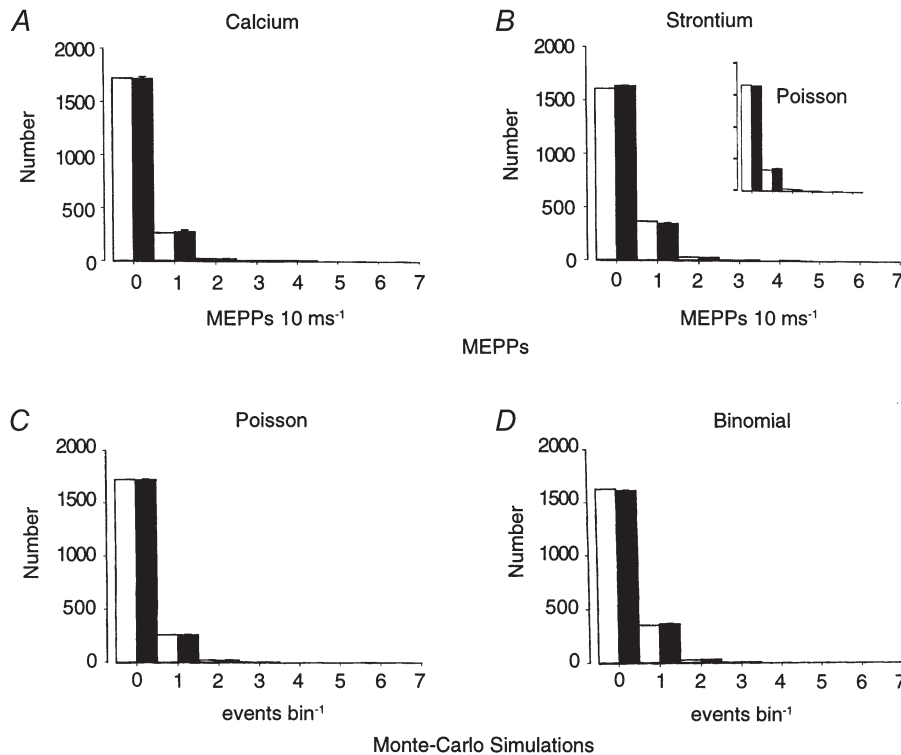 A
Calcium
2000
1500
1000
500
0
Number
0 1 2 3 4 5 6 7
MEPPs 10 ms⁻¹
B
Strontium
2000
1500
1000
500
0
Number
Poisson
0 1 2 3 4 5 6 7
MEPPs 10 ms⁻¹
MEPPs
C
Poisson
2000
1500
1000
500
0
Number
0 1 2 3 4 5 6 7
events bin⁻¹
D
Binomial
2000
1500
1000
500
0
Number
0 1 2 3 4 5 6 7
events bin⁻¹
Monte-Carlo Simulations